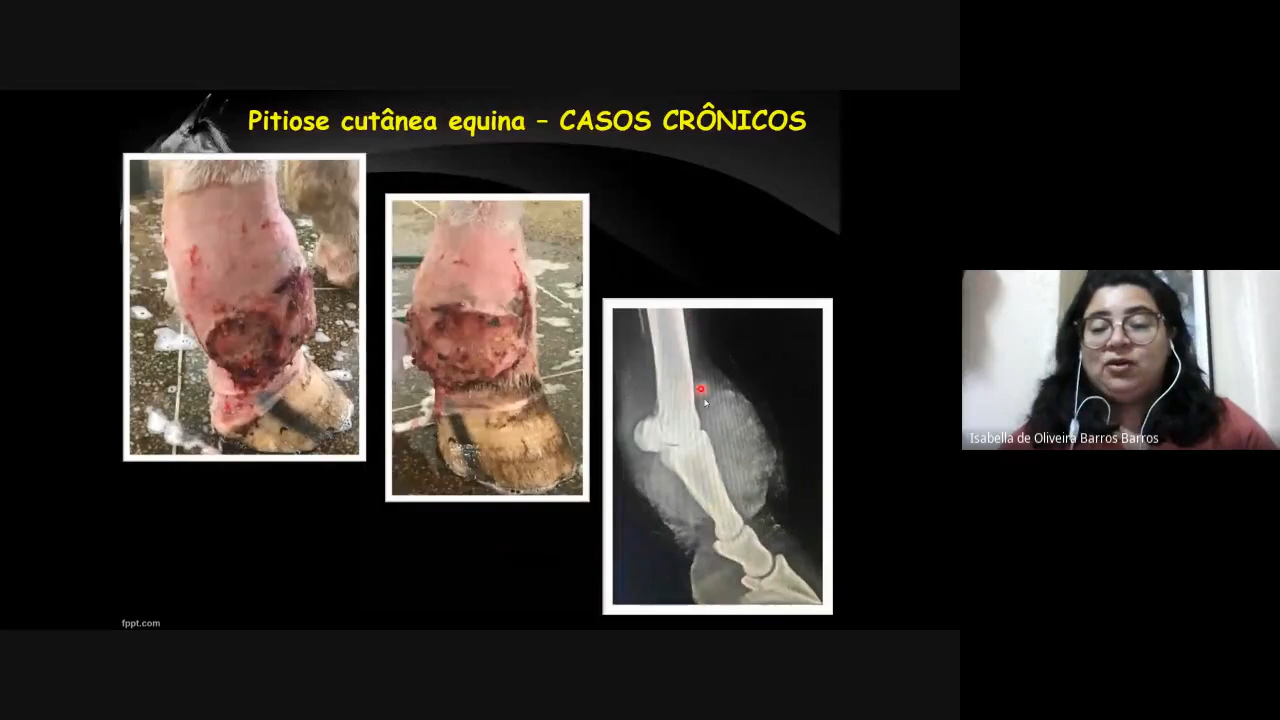 Pitiose cutânea equina – CASOS CRÔNICOS
Isabella de Oliveira Barros Barros
fppt.com